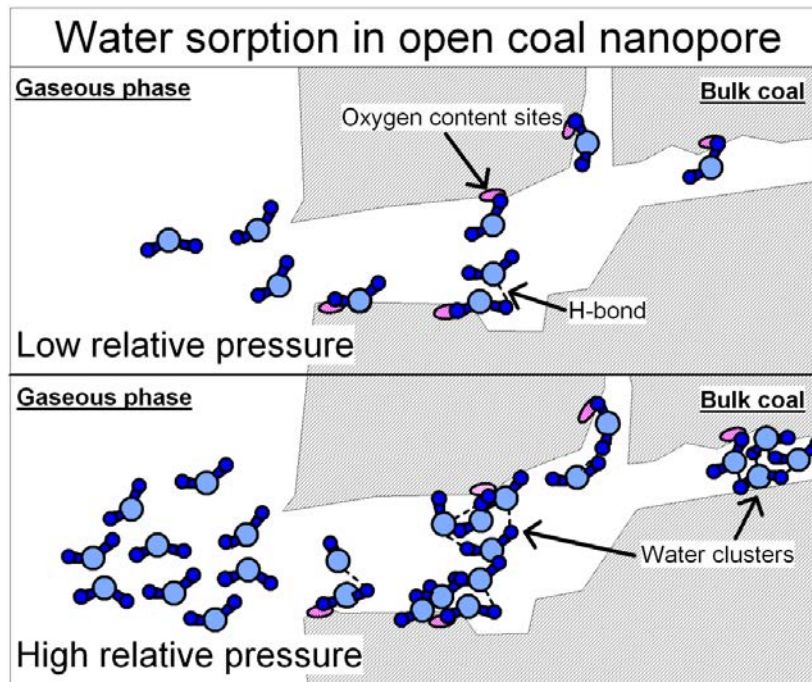 Water sorption in open coal nanopore
Gaseous phase
Bulk coal
Oxygen content sites
H-bond
Low relative pressure
Gaseous phase
Bulk coal
Water clusters
High relative pressure